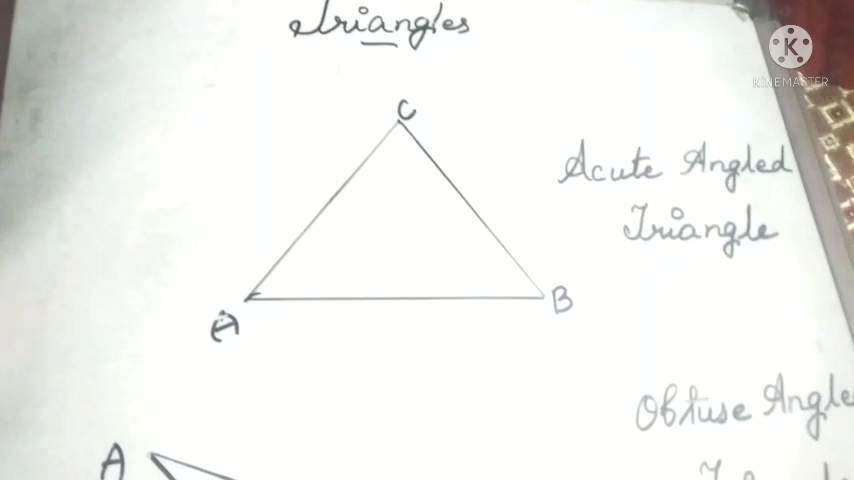 Triangles
K
KINEMASTER
C
Acute Angled
Triangle
A
B
Obtuse Angle
A